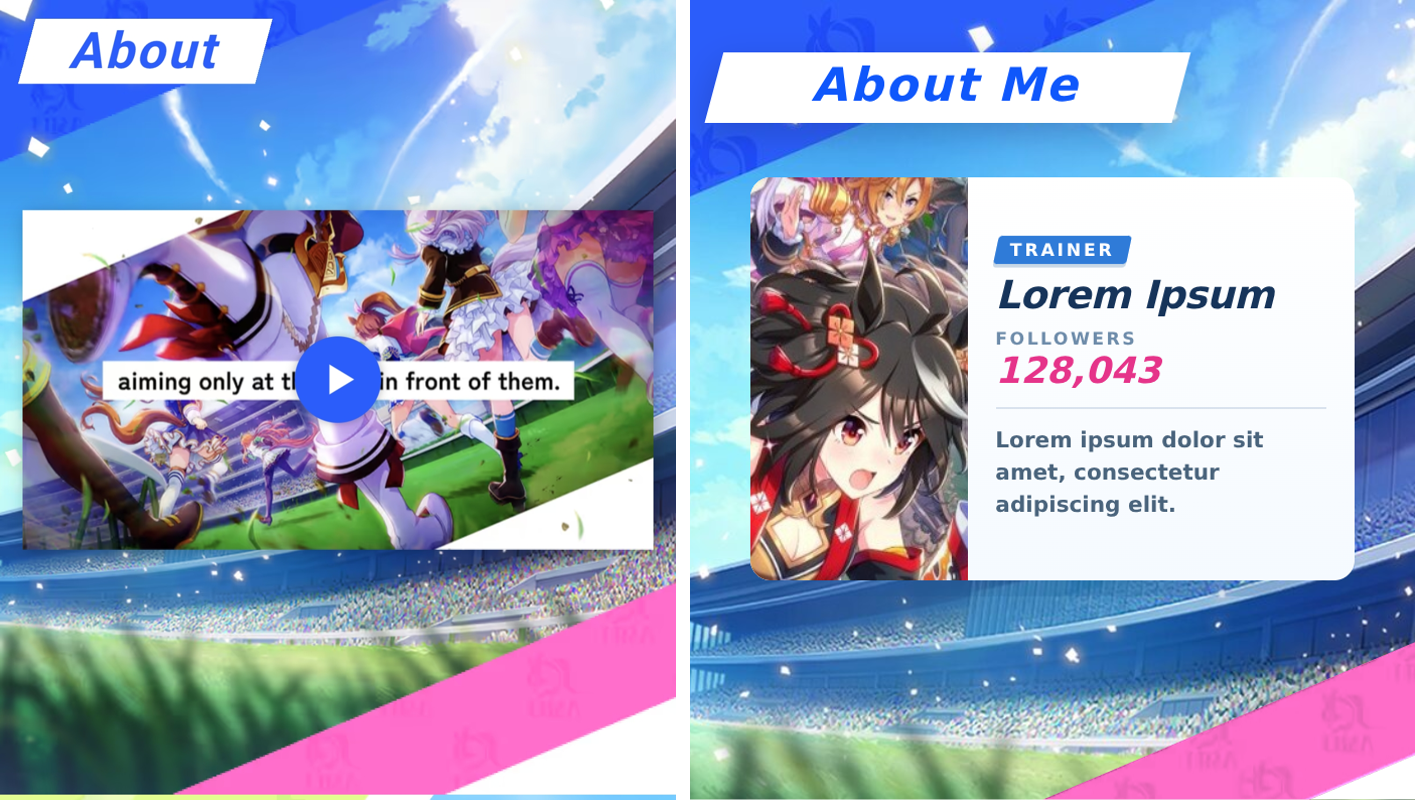 About
aiming only at th
in front of them.
About Me
TRAINER
Lorem Ipsum
FOLLOWERS
128,043
Lorem ipsum dolor sit
amet, consectetur
adipiscing elit.